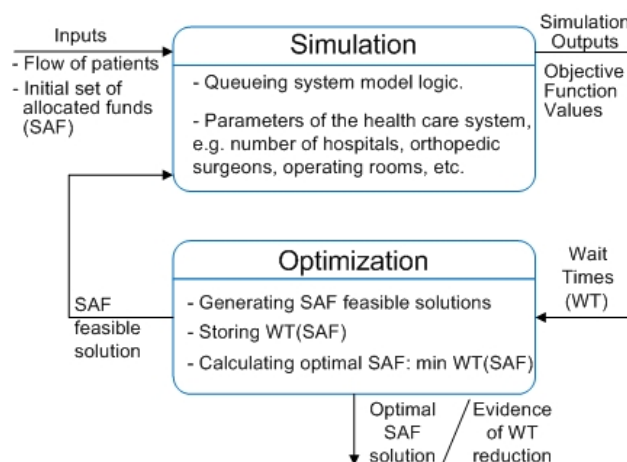 Inputs
- Flow of patients
- Initial set of
allocated funds
(SAF)
Simulation
- Queueing system model logic.
- Parameters of the health care system,
e.g. number of hospitals, orthopedic
surgeons, operating rooms, etc.
Simulation
Outputs
Objective
Function
Values
SAF
feasible
solution
Optimization
- Generating SAF feasible solutions
- Storing WT(SAF)
- Calculating optimal SAF: min WT(SAF)
Wait
Times
(WT)
Optimal
SAF
solution
Evidence
of WT
reduction